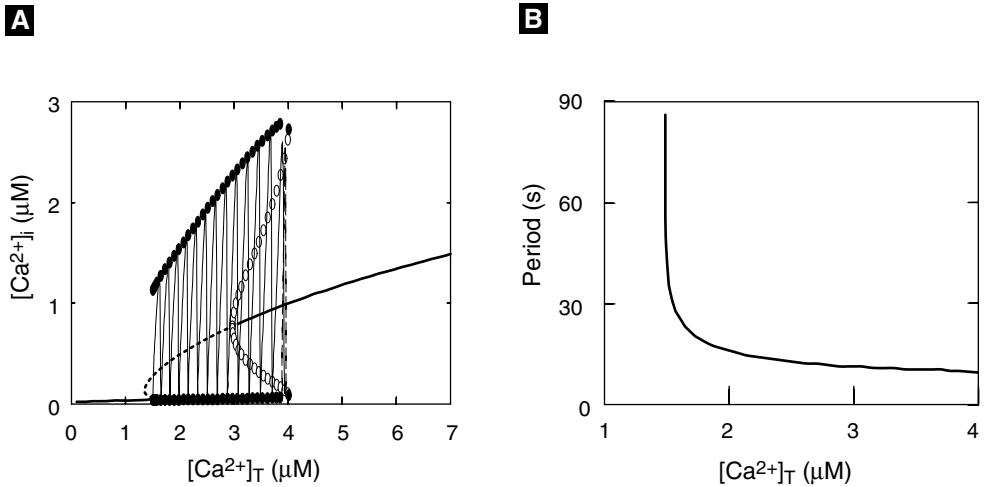 A
3
2
1
0
0 1 2 3 4 5 6 7
[Ca²⁺]i (μM)
[Ca²⁺]T (μM)
B
90
60
30
0
1 2 3 4
Period (s)
[Ca²⁺]T (μM)